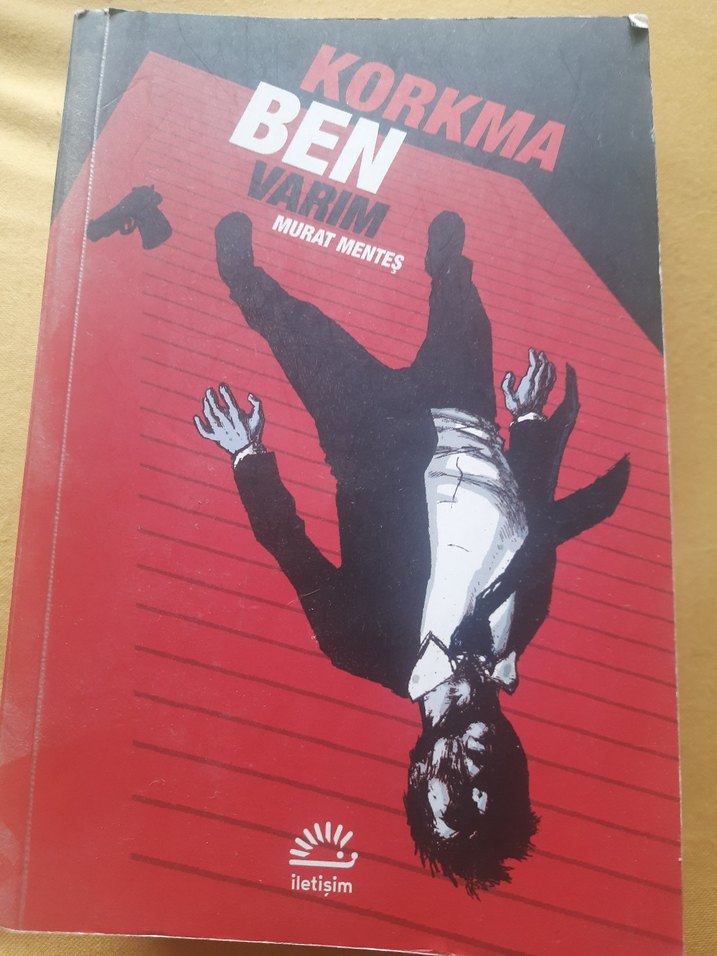 KORKMA
BEN
VARIM
MURAT MENTEŞ
iletişim